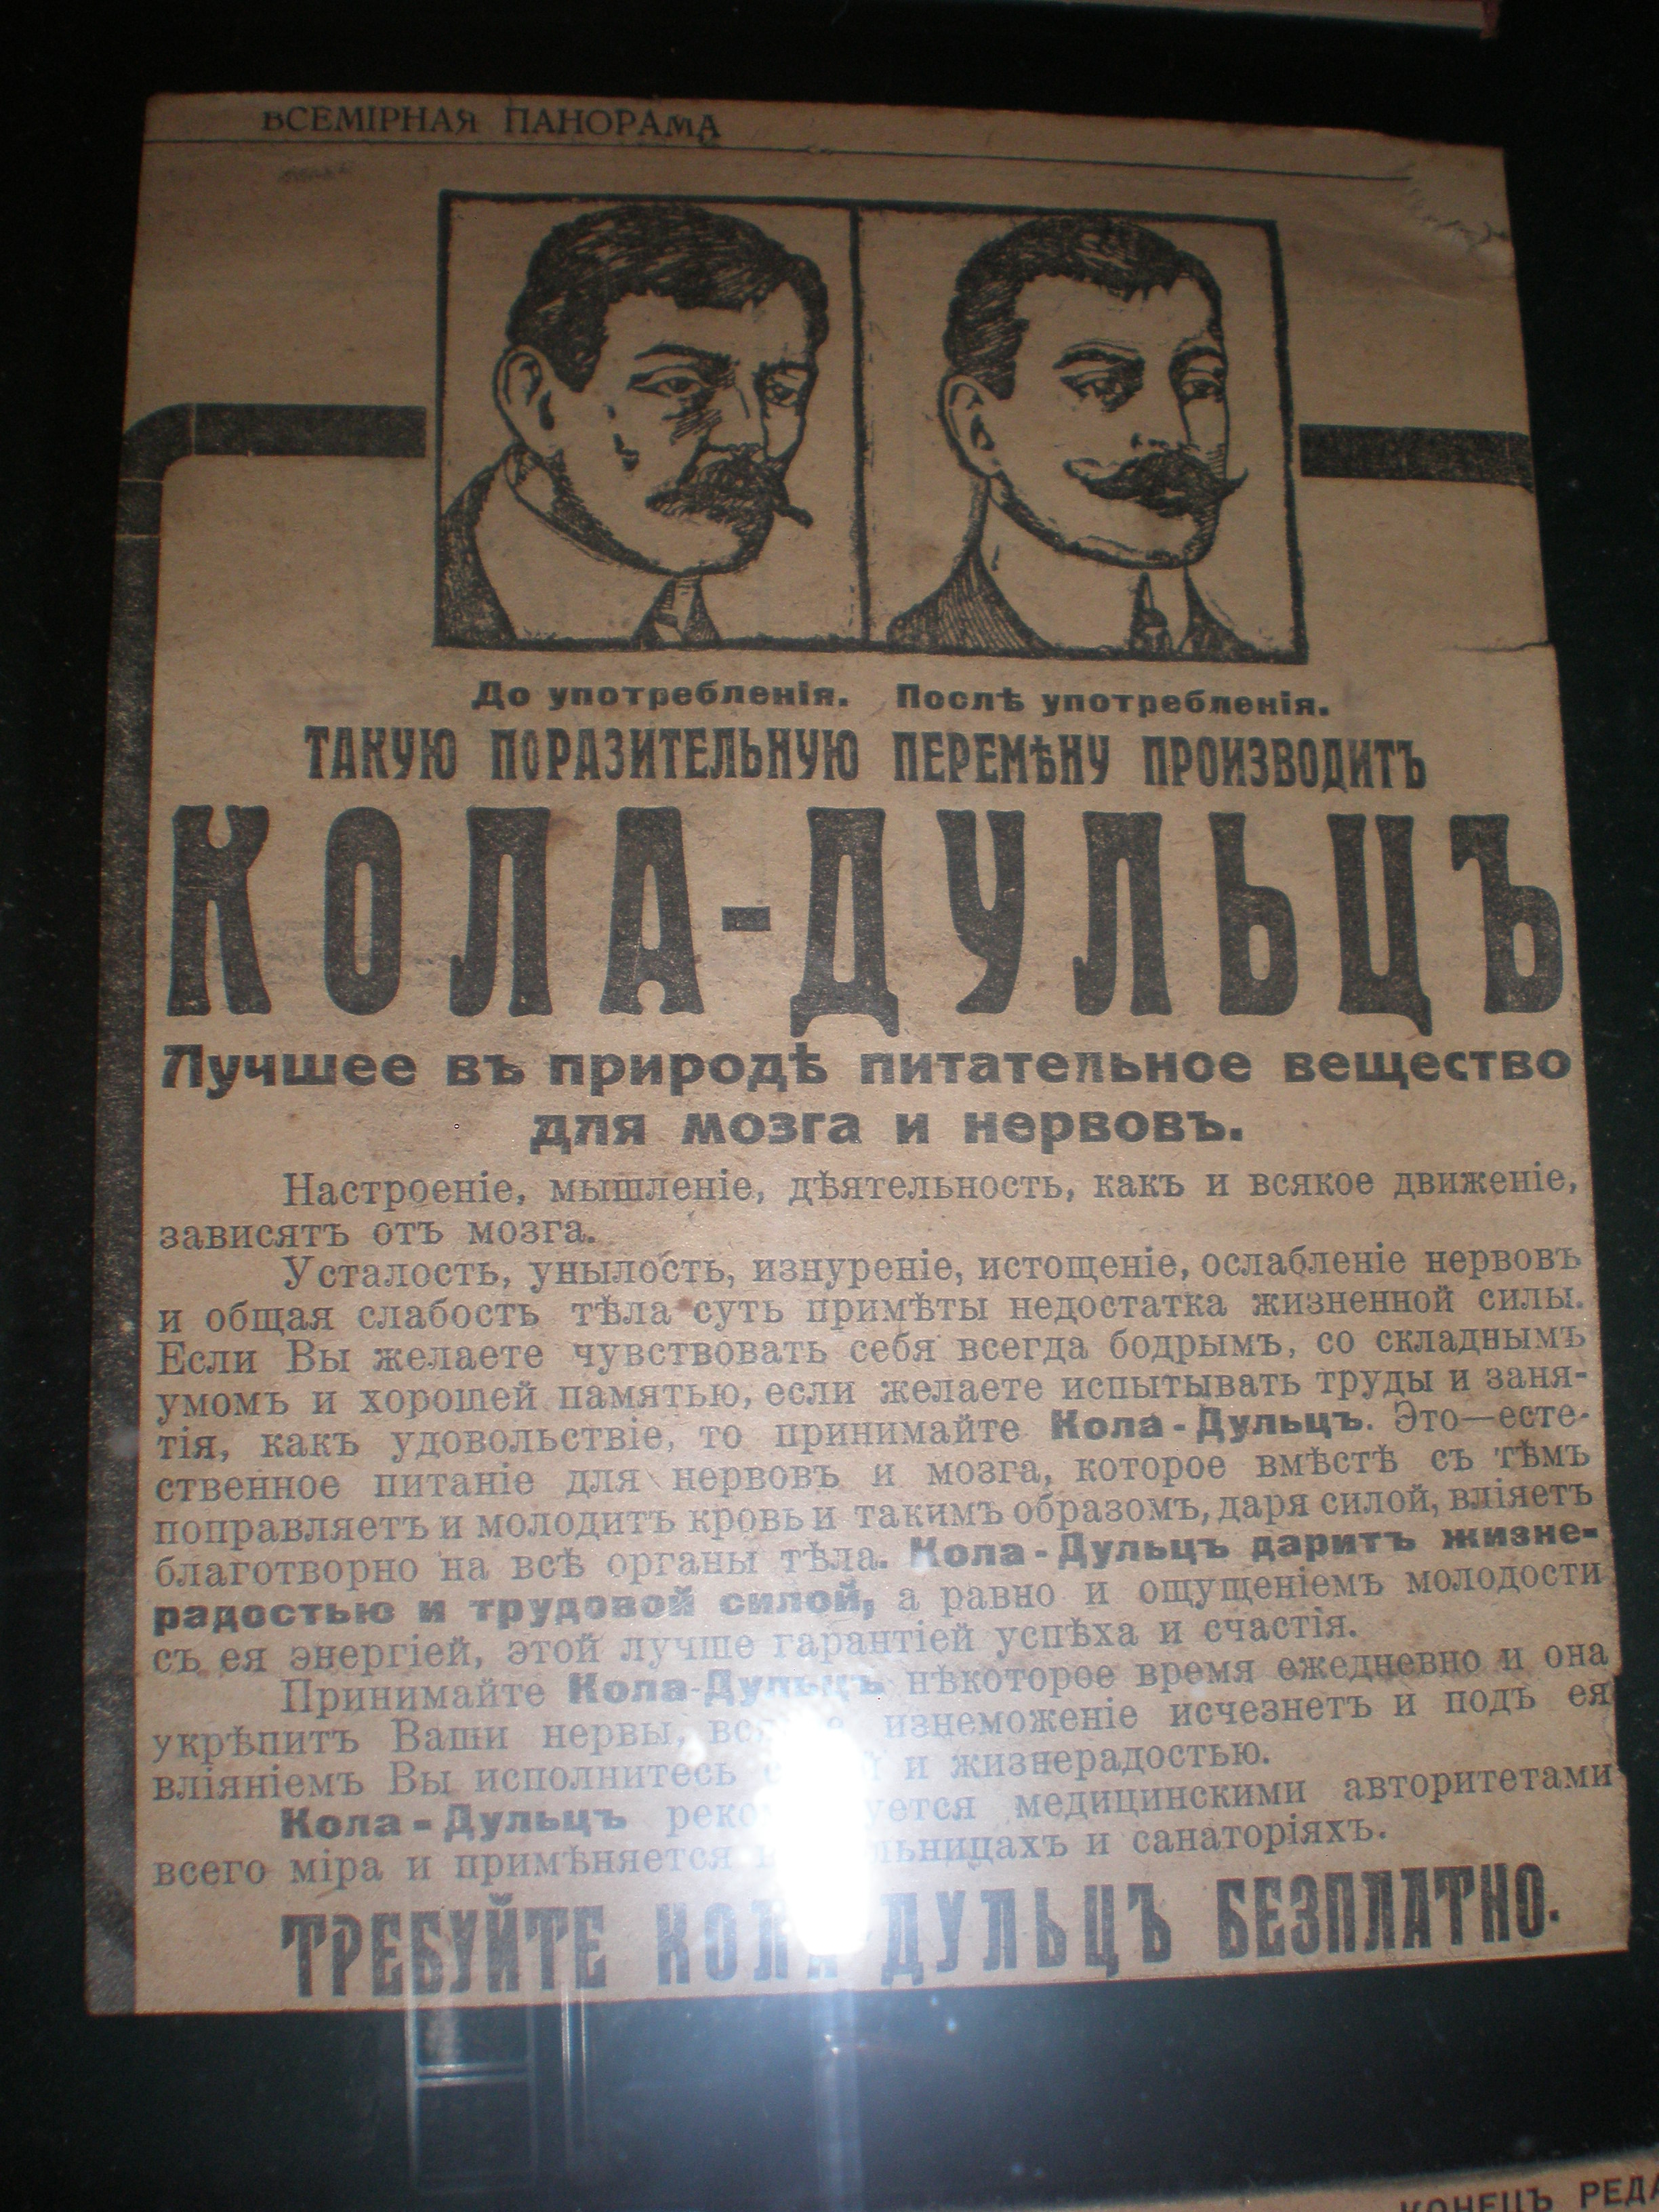 ВСЕМІРНАЯ ПАНОРАМА
До употребленія. Послѣ употребленія.
ТАКУЮ ПОРАЗИТЕЛЬНУЮ ПЕРЕМѢНУ ПРОИЗВОДИТЪ
КОЛА-ДУЛЬЦЪ
Лучшее въ природѣ питательное вещество
для мозга и нервовъ.
Настроеніе, мышленіе, дѣятельность, какъ и всякое движеніе,
зависятъ отъ мозга.
Усталость, унылость, изнуреніе, истощеніе, ослабленіе нервовъ
и общая слабость тѣла суть примѣты недостатка жизненной силы.
Если Вы желаете чувствовать себя всегда бодрымъ, со складнымъ
умомъ и хорошей памятью, если желаете испытывать труды и заня-
тія, какъ удовольствіе, то принимайте Кола-Дульцъ. Это—есте-
ственное питаніе для нервовъ и мозга, которое вмѣстѣ съ тѣмъ
поправляетъ и молодитъ кровь и такимъ образомъ, даря силой, вліяетъ
благотворно на всѣ органы тѣла. Кола-Дульцъ даритъ жизне-
радостью и трудовой силой, а равно и ощущеніемъ молодости
съ ея энергіей, этой лучше гарантіей успѣха и счастія.
Принимайте Кола-Дульцъ нѣкоторое время ежедневно и она
укрѣпитъ Ваши нервы, изнеможеніе исчезнетъ и подъ ея
вліяніемъ Вы исполнитесь и жизнерадостью.
Кола-Дульцъ медицинскими авторитетами
всего міра и примѣняется и санаторіяхъ.
ТРЕБУЙТЕ КОЛА ДУЛЬЦЪ БЕЗПЛАТНО.
КОНЕЦЪ